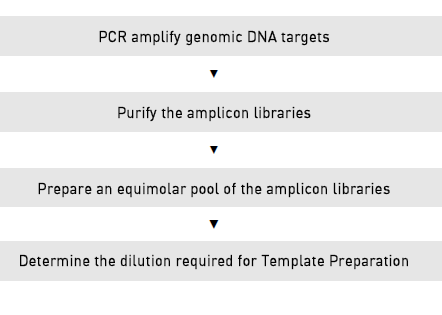 PCR amplify genomic DNA targets
Purify the amplicon libraries
Prepare an equimolar pool of the amplicon libraries
Determine the dilution required for Template Preparation